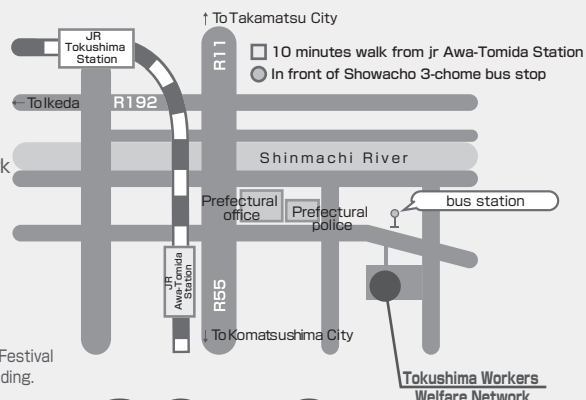 ↑ To Takamatsu City
JR
Tokushima
Station
R11
10 minutes walk from jr Awa-Tomida Station
In front of Showacho 3-chome bus stop
← To Ikeda
R192
Shinmachi River
k
Prefectural
office
Prefectural
police
bus station
JR
Awa-Tomida
Station
R55
↓ To Komatsushima City
Festival
ding.
Tokushima Workers
Welfare Network